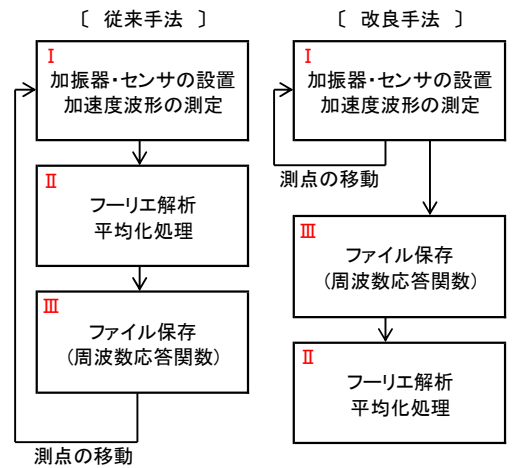 〔 従来手法 〕
Ⅰ
加振器・センサの設置
加速度波形の測定
Ⅱ
フーリエ解析
平均化処理
Ⅲ
ファイル保存
(周波数応答関数)
測点の移動
〔 改良手法 〕
Ⅰ
加振器・センサの設置
加速度波形の測定
測点の移動
Ⅲ
ファイル保存
(周波数応答関数)
Ⅱ
フーリエ解析
平均化処理